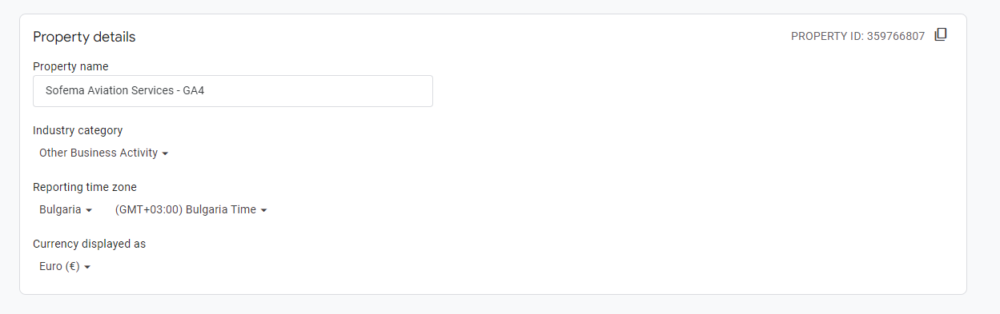 Property details
PROPERTY ID: 359766807
Property name
Sofema Aviation Services - GA4
Industry category
Other Business Activity
Reporting time zone
Bulgaria (GMT+03:00) Bulgaria Time
Currency displayed as
Euro (€)